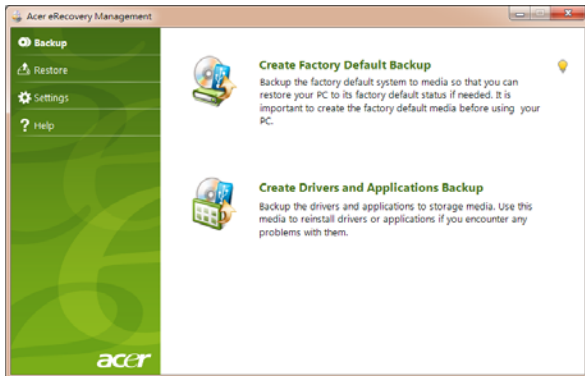 Acer eRecovery Management
Backup
Restore
Settings
? Help
Create Factory Default Backup
Backup the factory default system to media so that you can
restore your PC to its factory default status if needed. It is
important to create the factory default media before using your
PC.
Create Drivers and Applications Backup
Backup the drivers and applications to storage media. Use this
media to reinstall drivers or applications if you encounter any
problems with them.
acer